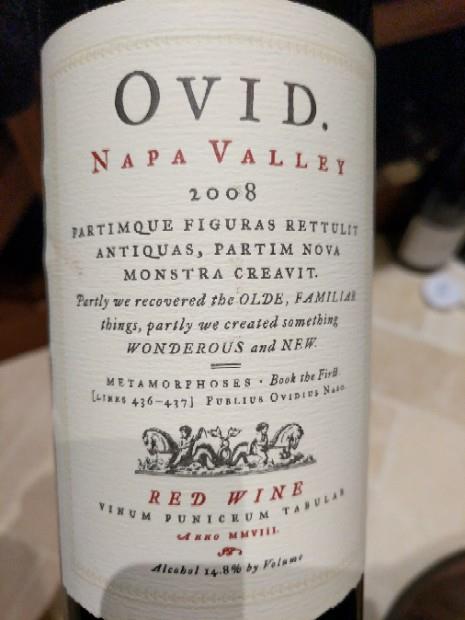 OVID.
NAPA VALLEY
2008
PARTIMQUE FIGURAS RETTULIT
ANTIQUAS, PARTIM NOVA
MONSTRA CREAVIT.
Partly we recovered the OLDE, FAMILIAR
things, partly we created something
WONDEROUS and NEW.
METAMORPHOSES · Book the First
[LINES 436-437] PUBLIUS OVIDIUS NASO.
RED WINE
VINUM PUNICEUM TABULAE
ANNO MMVIII.
Alcohol 14.8% by Volume